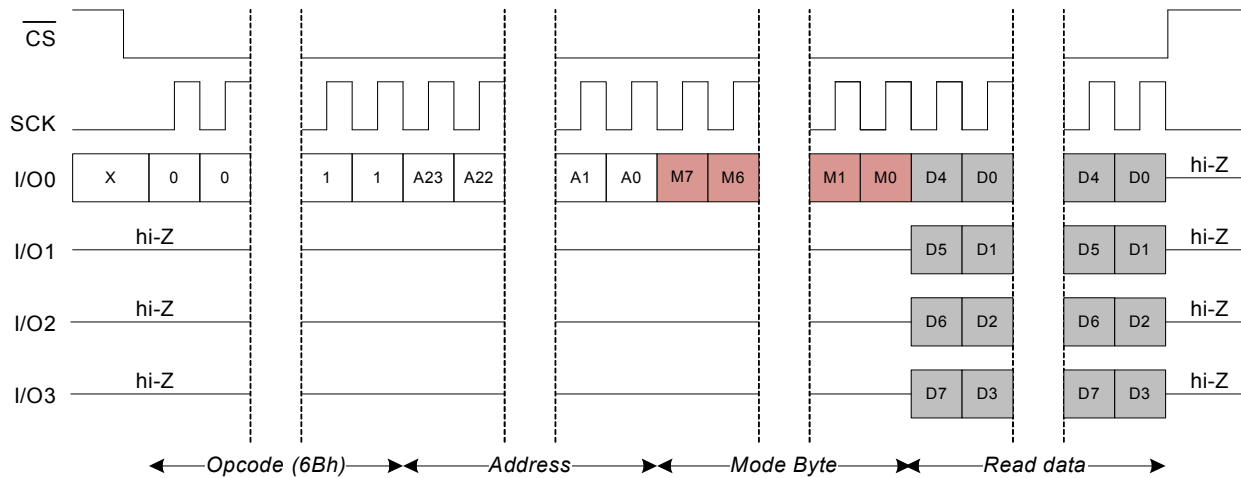 CS
SCK
I/O0 X 0 0 1 1 A23 A22 A1 A0 M7 M6 M1 M0 D4 D0 D4 D0 hi-Z
I/O1 hi-Z D5 D1 D5 D1 hi-Z
I/O2 hi-Z D6 D2 D6 D2 hi-Z
I/O3 hi-Z D7 D3 D7 D3 hi-Z
Opcode (6Bh) Address Mode Byte Read data